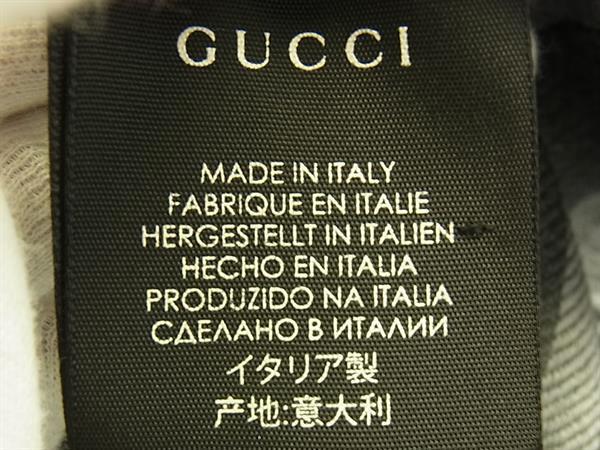 GUCCI
MADE IN ITALY
FABRIQUE EN ITALIE
HERGESTELLT IN ITALIEN
HECHO EN ITALIA
PRODUZIDO NA ITALIA
СДЕЛАНО В ИТАЛИИ
イタリア製
产地:意大利